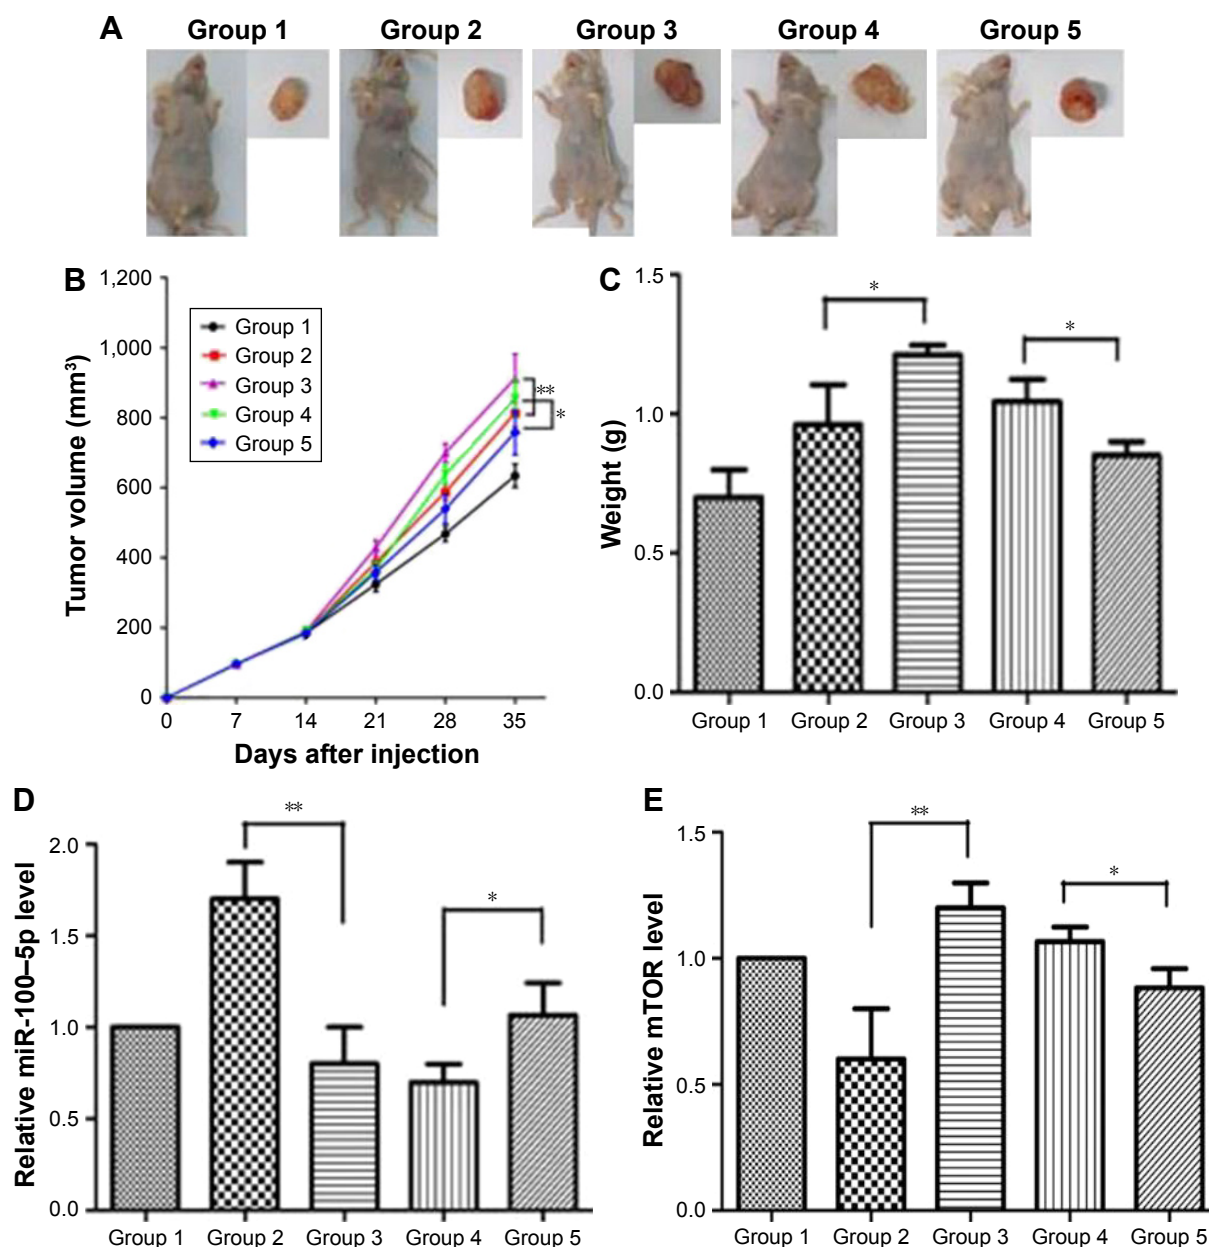 A
Group 1 Group 2 Group 3 Group 4 Group 5
B
1,200
1,000
800
600
400
200
0
Tumor volume (mm³)
Group 1
Group 2
Group 3
Group 4
Group 5
**
*
0 7 14 21 28 35
Days after injection
C
1.5
1.0
0.5
0.0
Weight (g)
*
*
Group 1 Group 2 Group 3 Group 4 Group 5
D
2.0
1.5
1.0
0.5
0.0
Relative miR-100–5p level
**
*
Group 1 Group 2 Group 3 Group 4 Group 5
E
1.5
1.0
0.5
0.0
Relative mTOR level
**
*
Group 1 Group 2 Group 3 Group 4 Group 5